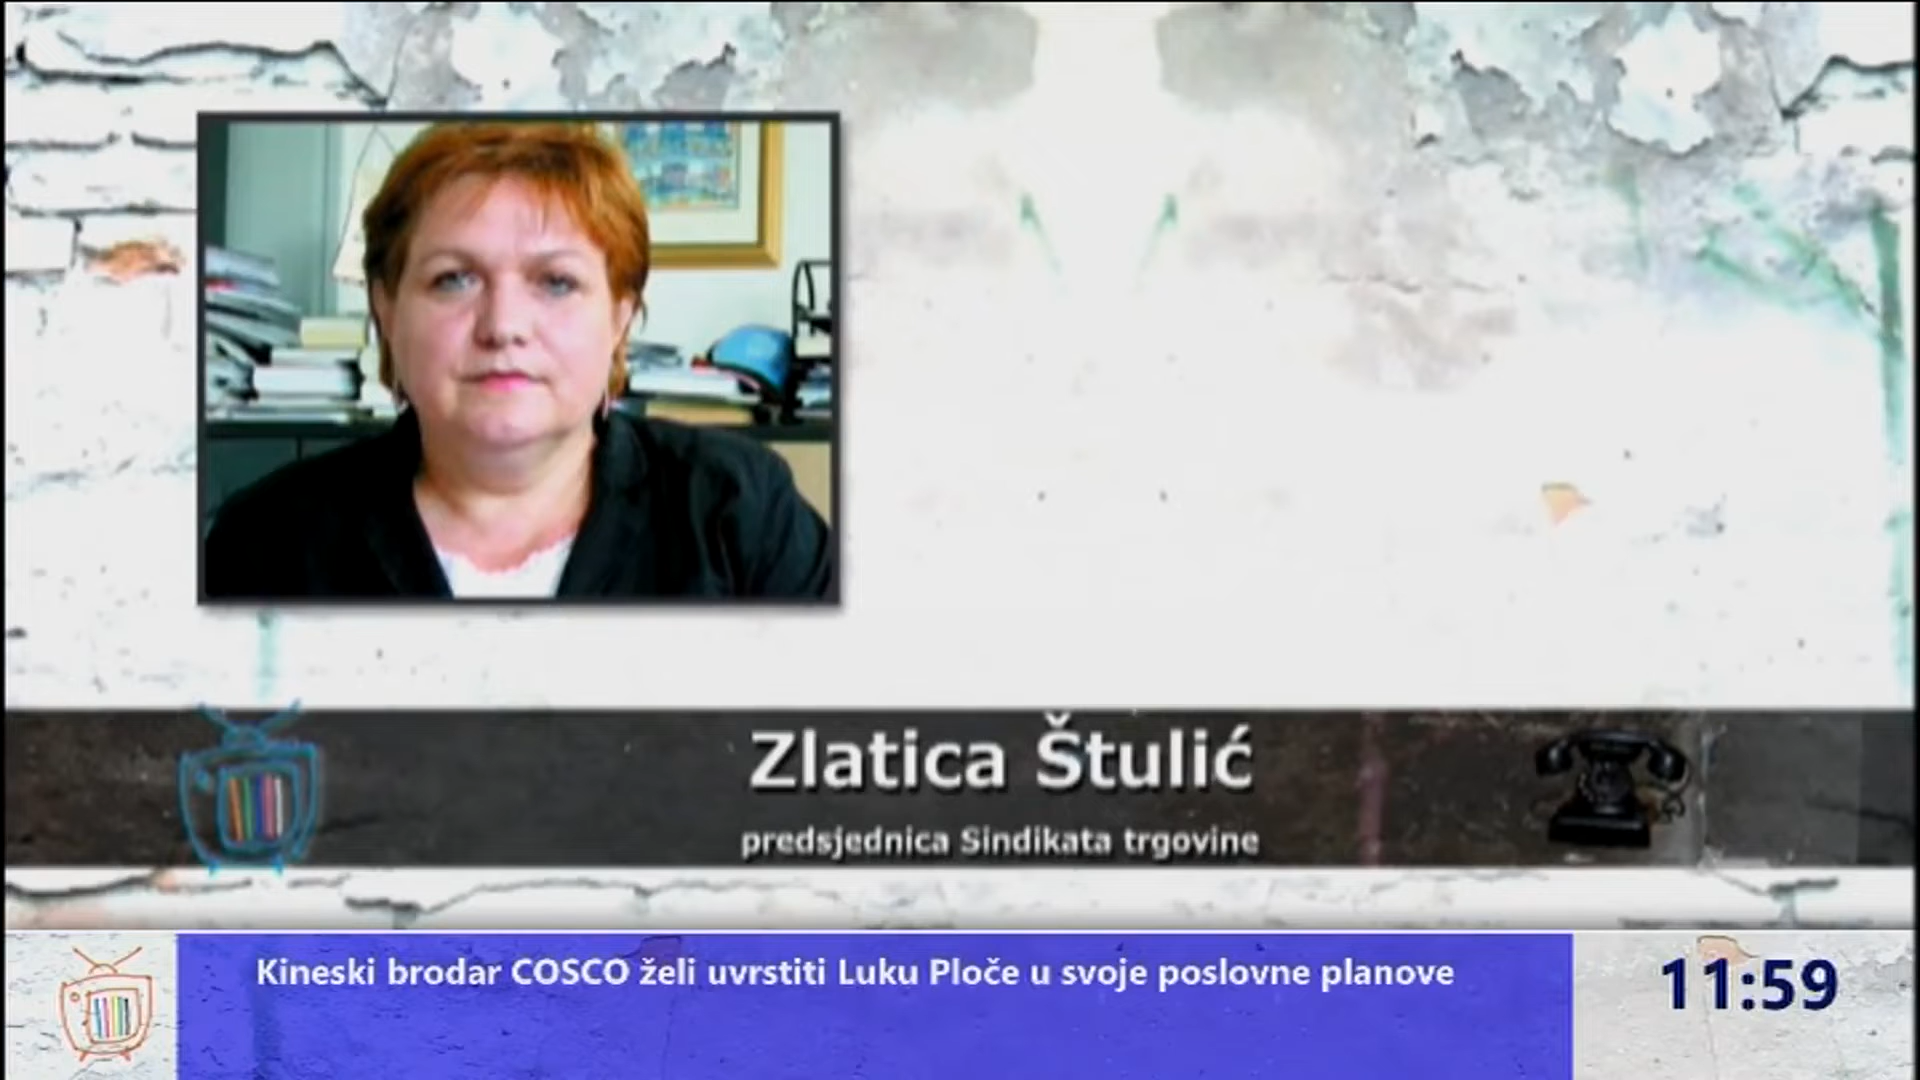 Zlatica Štulić
predsjednica Sindikata trgovine
Kineski brodar COSCO želi uvrstiti Luku Ploče u svoje poslovne planove
11:59